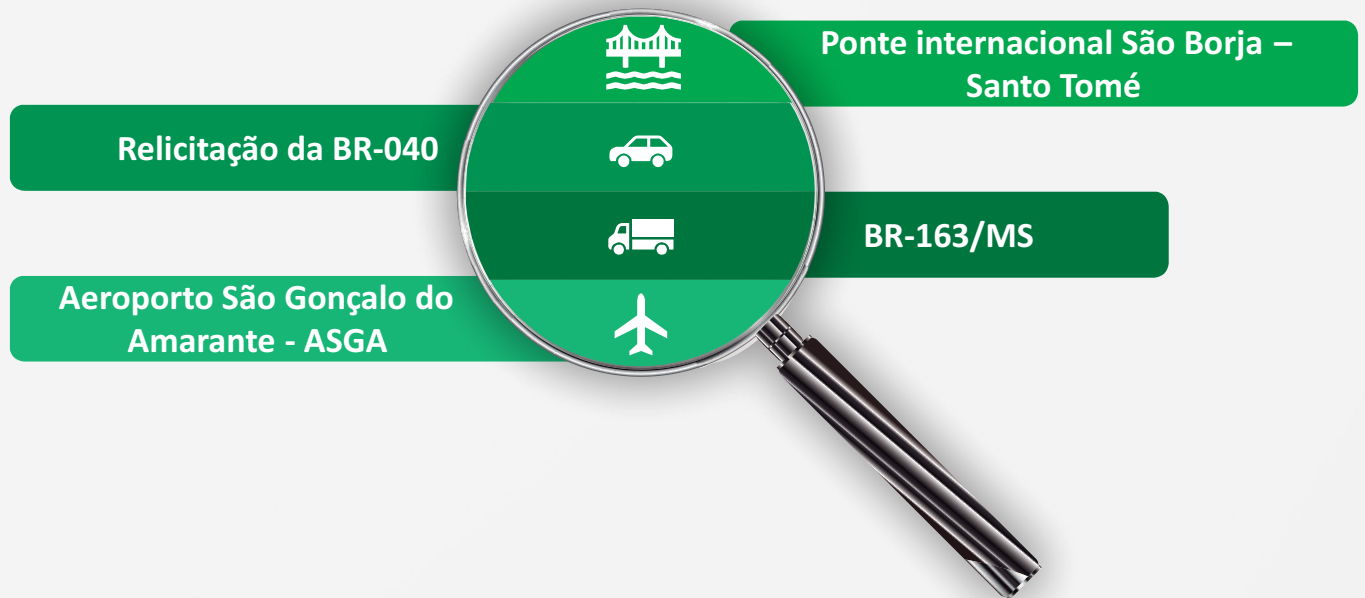 Ponte internacional São Borja –
Santo Tomé
Relicitação da BR-040
BR-163/MS
Aeroporto São Gonçalo do
Amarante - ASGA